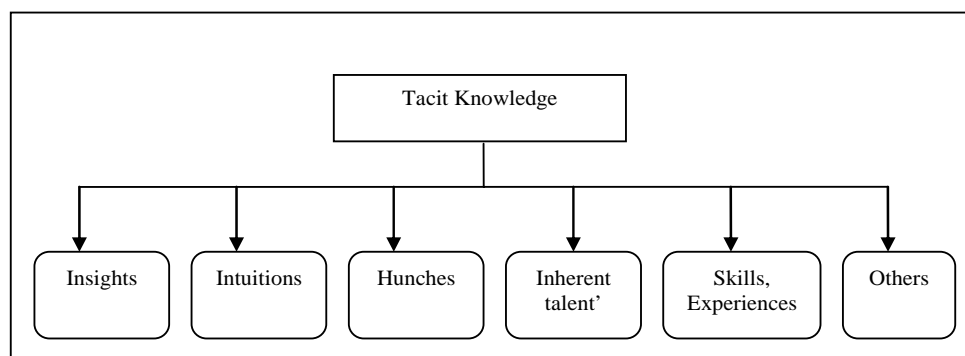 Tacit Knowledge
Insights
Intuitions
Hunches
Inherent
talent’
Skills,
Experiences
Others